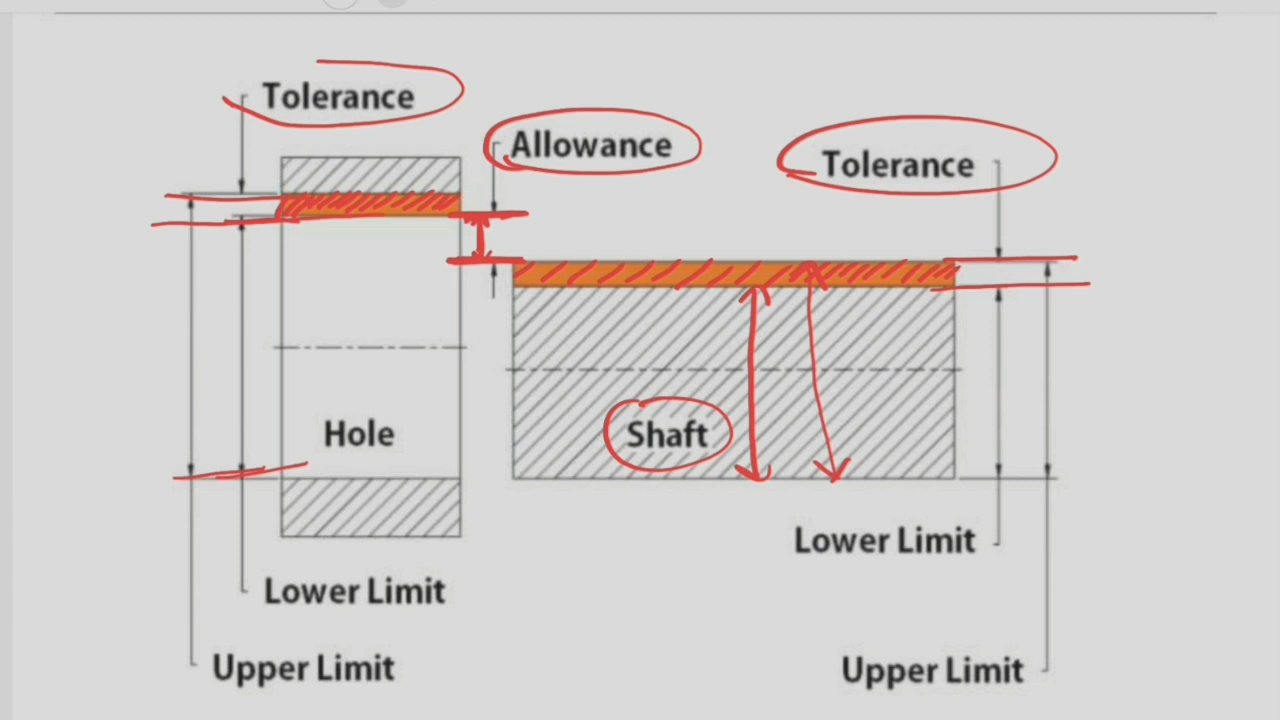 Tolerance
Allowance
Tolerance
Hole
Shaft
Lower Limit
Lower Limit
Upper Limit
Upper Limit